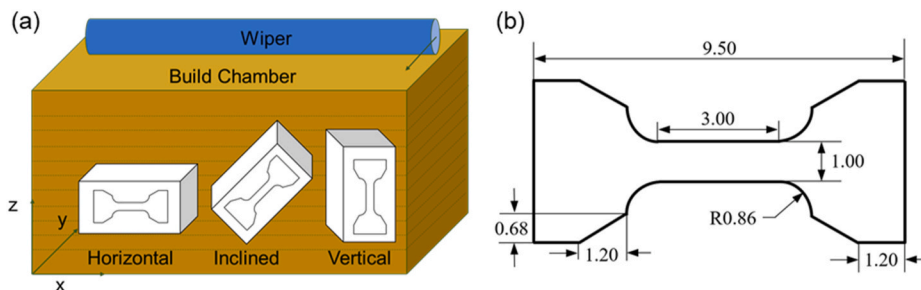 (a)
Wiper
Build Chamber
z
y
x
Horizontal
Inclined
Vertical
(b)
9.50
3.00
1.00
0.68
R0.86
1.20
1.20